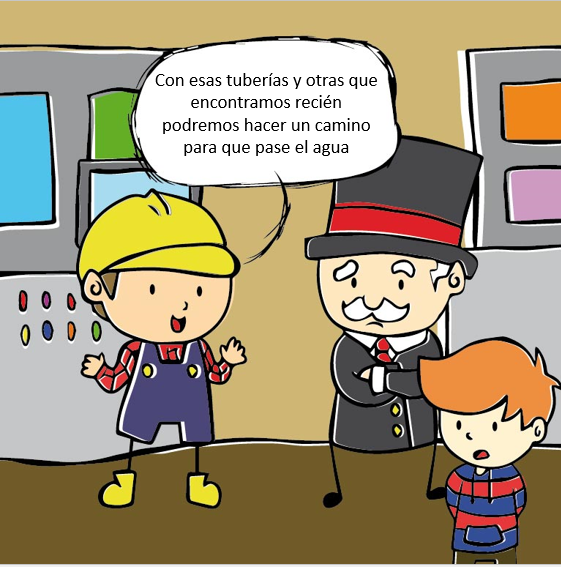 Con esas tuberías y otras que
encontramos recién
podremos hacer un camino
para que pase el agua